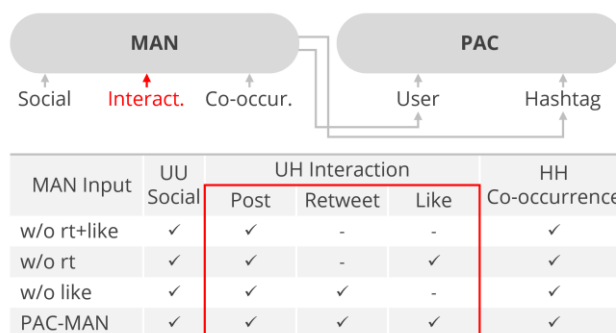 MAN PAC
Social Interact. Co-occur. User Hashtag
MAN Input UU Social UH Interaction HH Co-occurrence
Post Retweet Like
w/o rt+like ✓ ✓ - - ✓
w/o rt ✓ ✓ - ✓ ✓
w/o like ✓ ✓ ✓ - ✓
PAC-MAN ✓ ✓ ✓ ✓ ✓